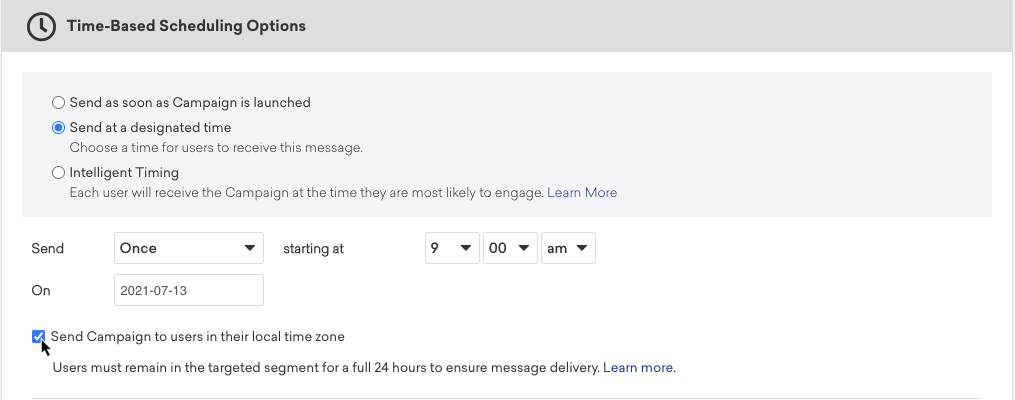 Time-Based Scheduling Options
Send as soon as Campaign is launched
Send at a designated time
Choose a time for users to receive this message.
Intelligent Timing
Each user will receive the Campaign at the time they are most likely to engage. Learn More
Send Once starting at 9 00 am
On 2021-07-13
Send Campaign to users in their local time zone
Users must remain in the targeted segment for a full 24 hours to ensure message delivery. Learn more.